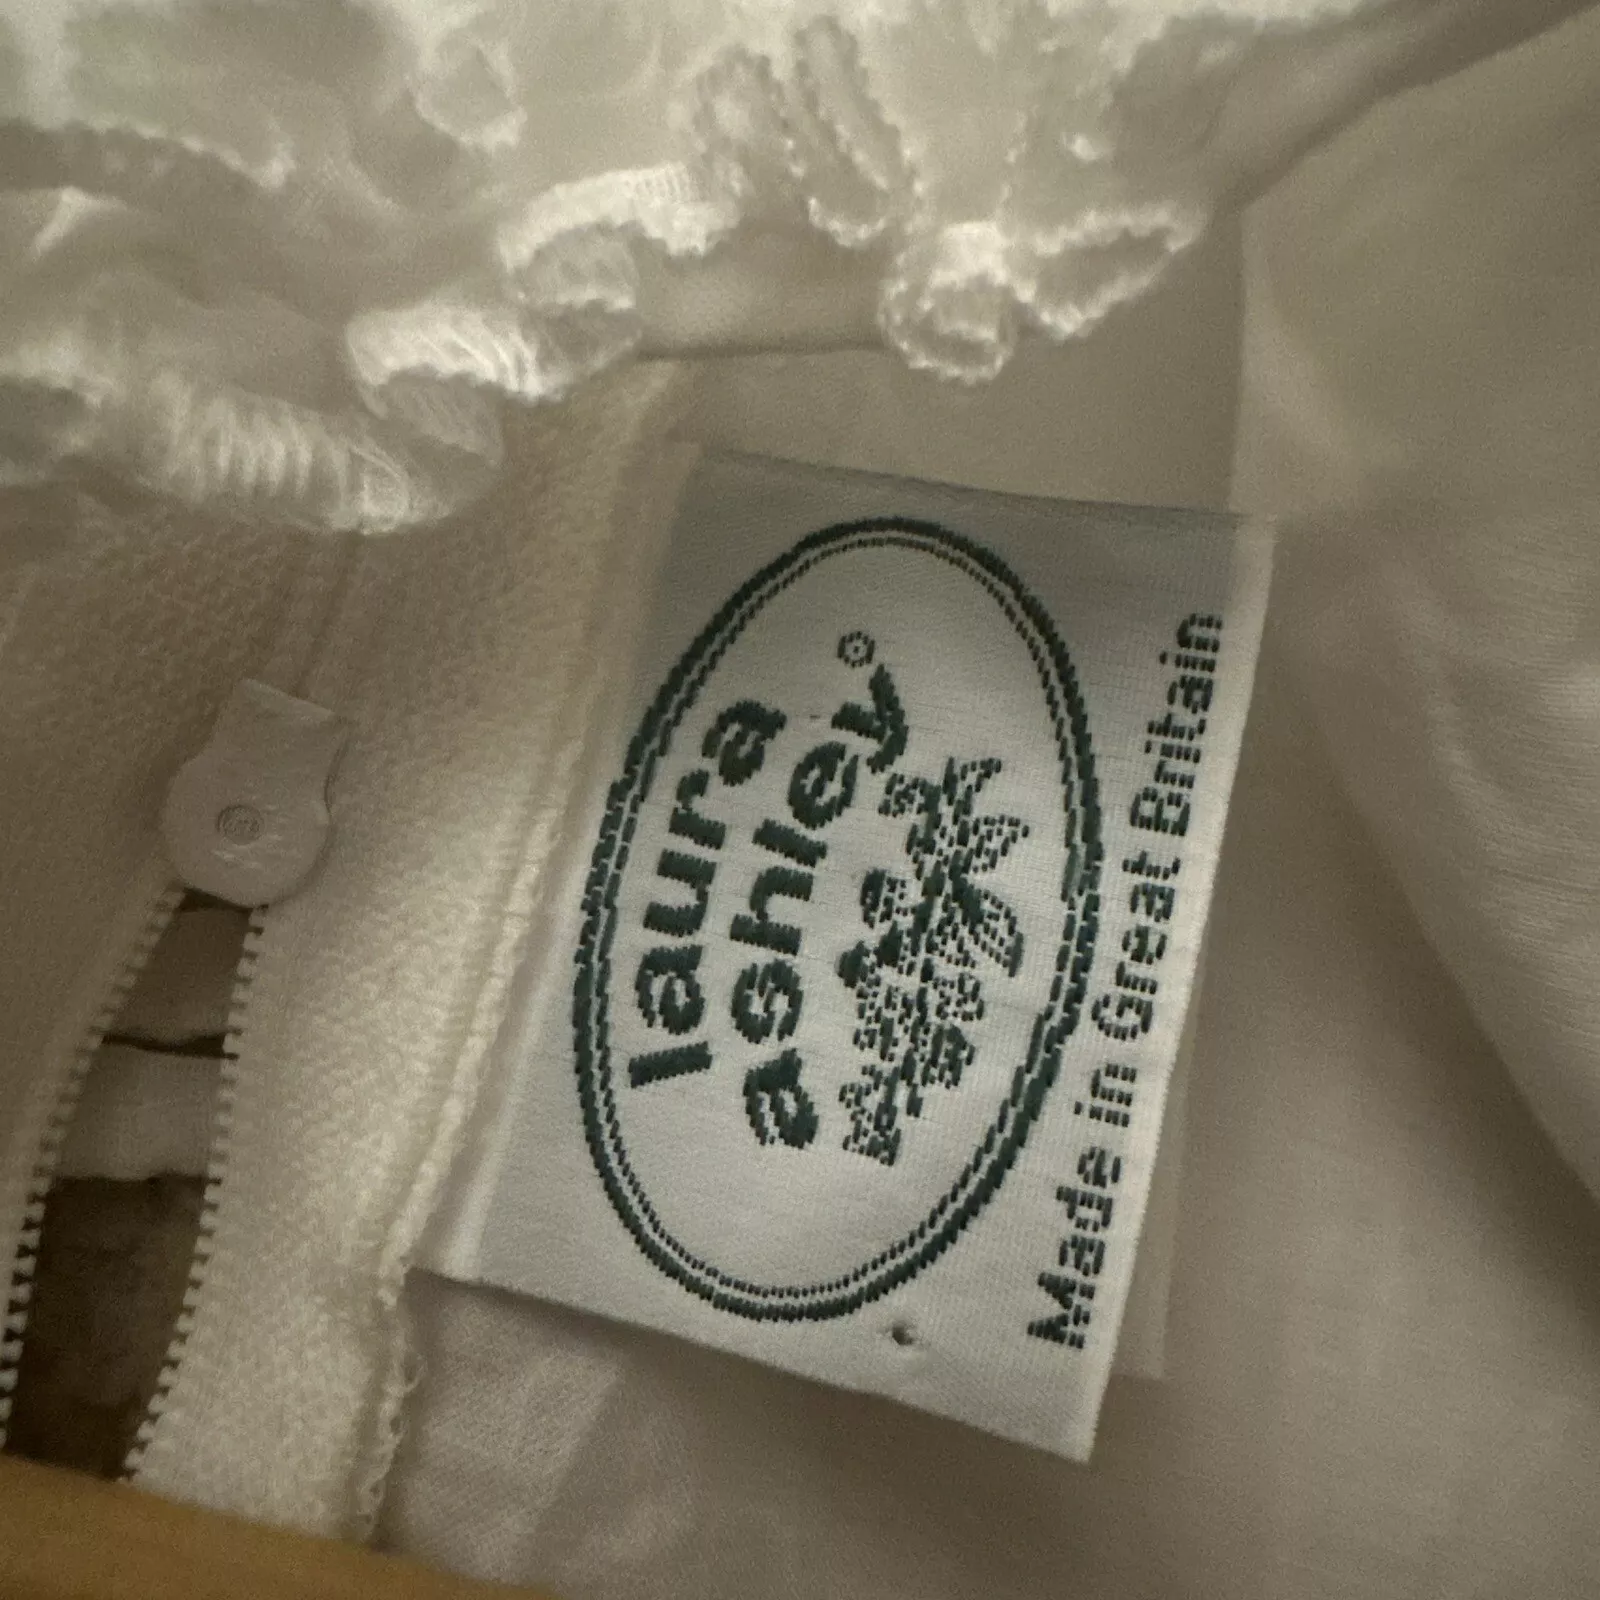 laura
ashley®
Made in Great Britain